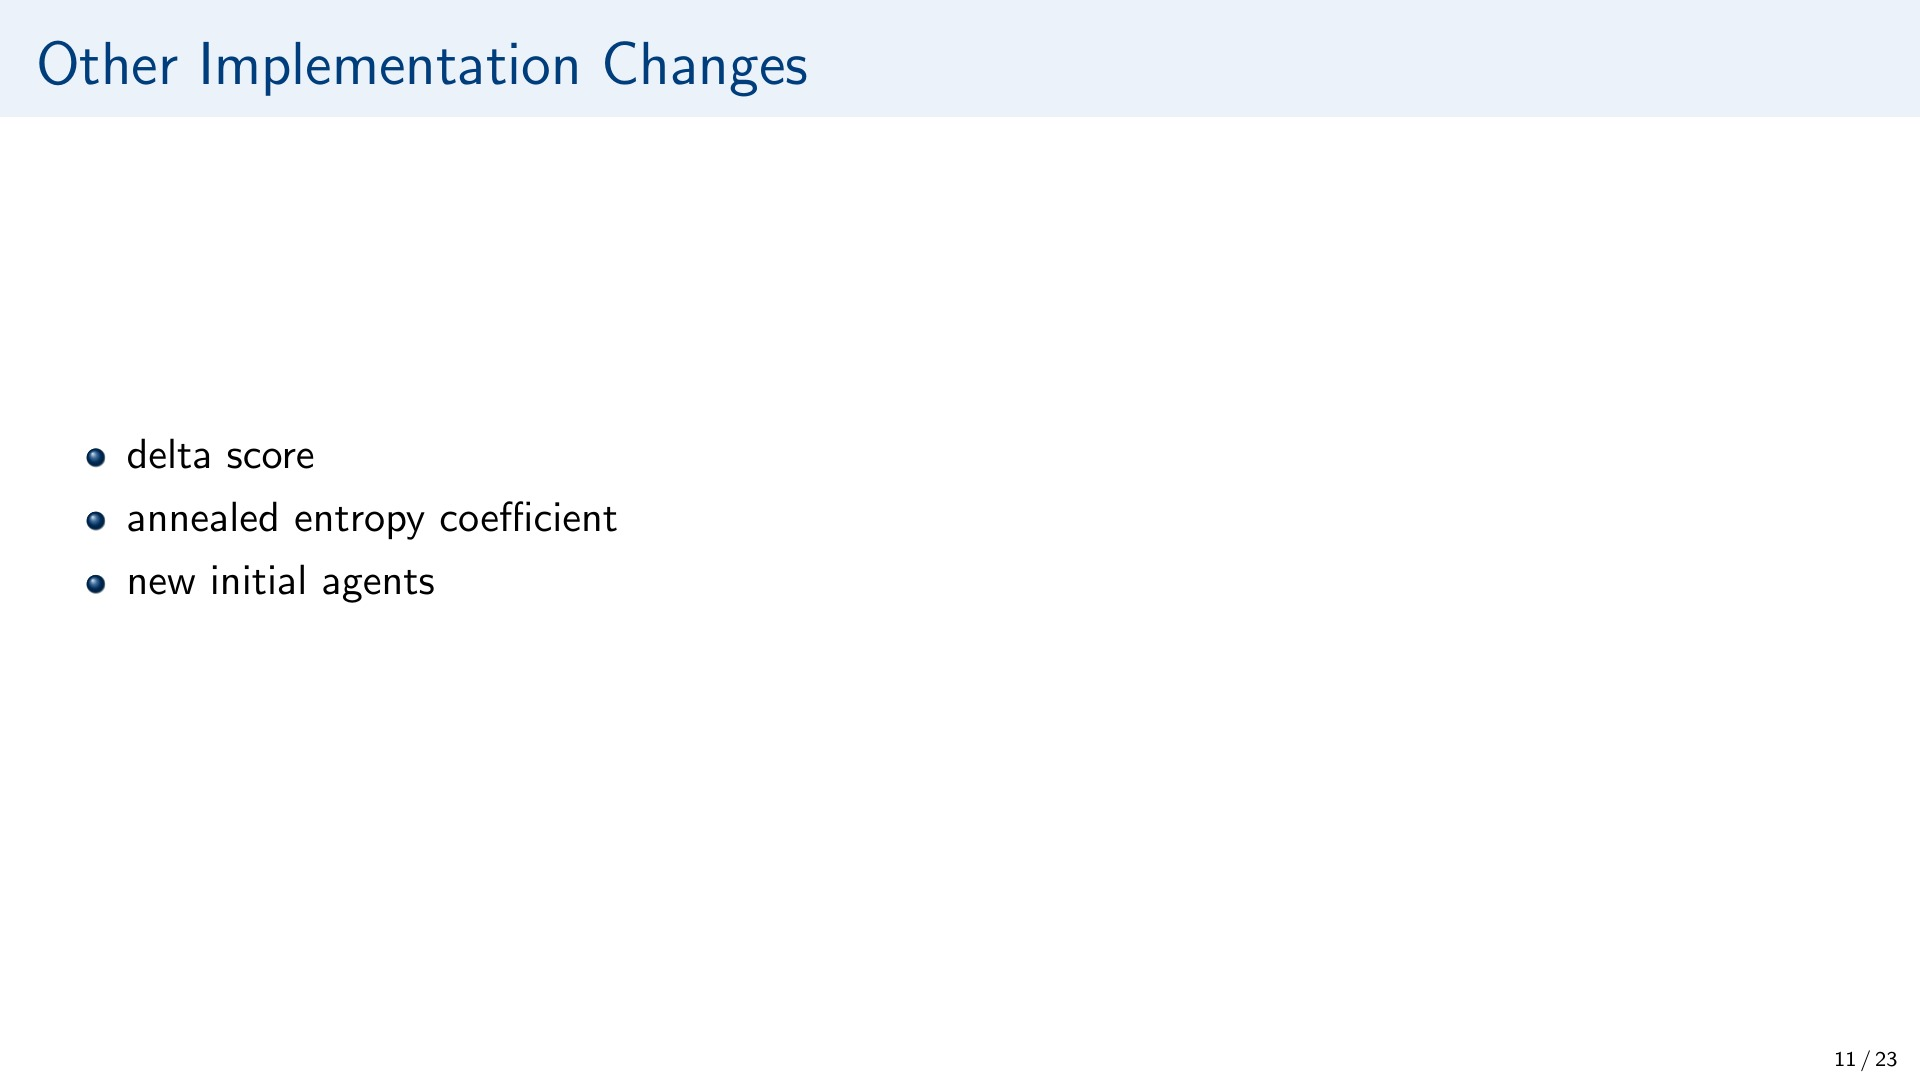 Other Implementation Changes
delta score
annealed entropy coefficient
new initial agents
11 / 23